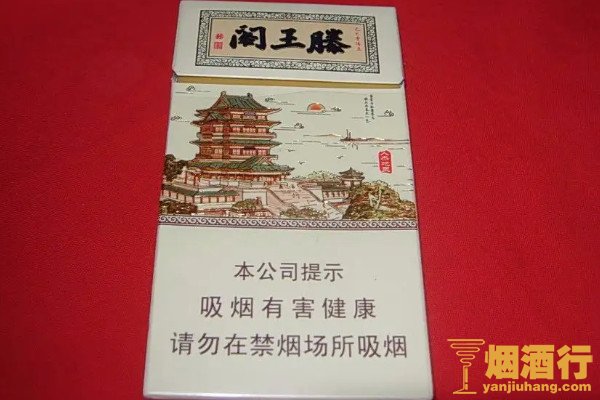 阁王滕
本公司提示
吸烟有害健康
请勿在禁烟场所吸烟
烟酒行
yanjiuhang.com